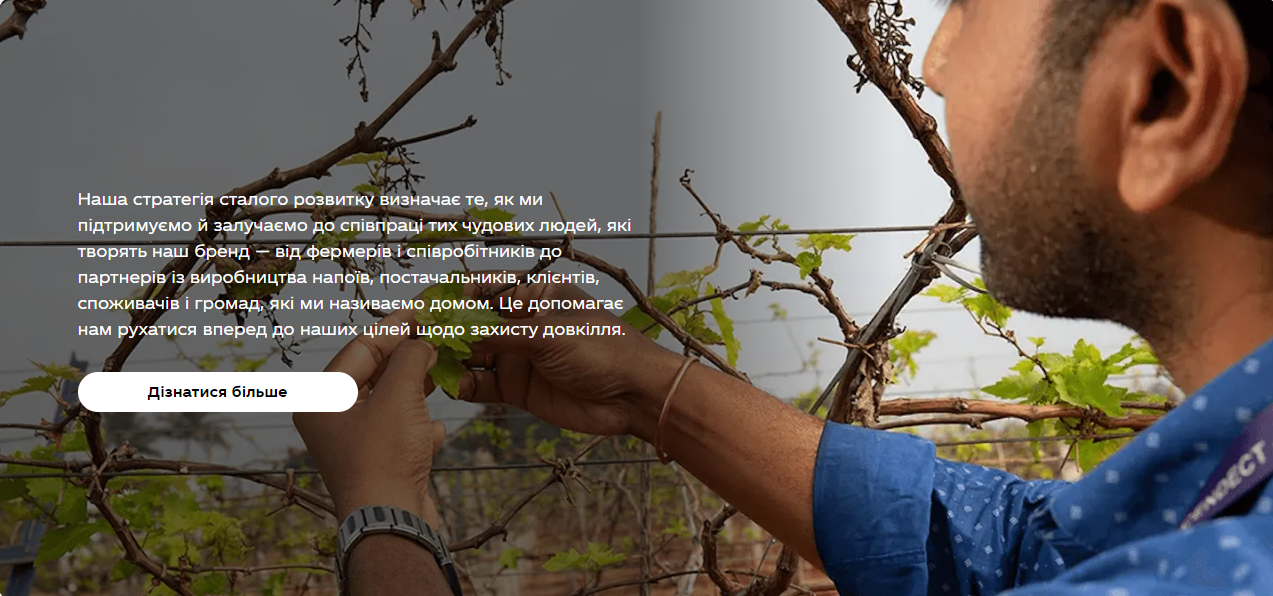 Наша стратегія сталого розвитку визначає те, як ми
підтримуємо й залучаємо до співпраці тих чудових людей, які
творять наш бренд — від фермерів і співробітників до
партнерів із виробництва напоїв, постачальників, клієнтів,
споживачів і громад, які ми називаємо домом. Це допомагає
нам рухатися вперед до наших цілей щодо захисту довкілля.
Дізнатися більше